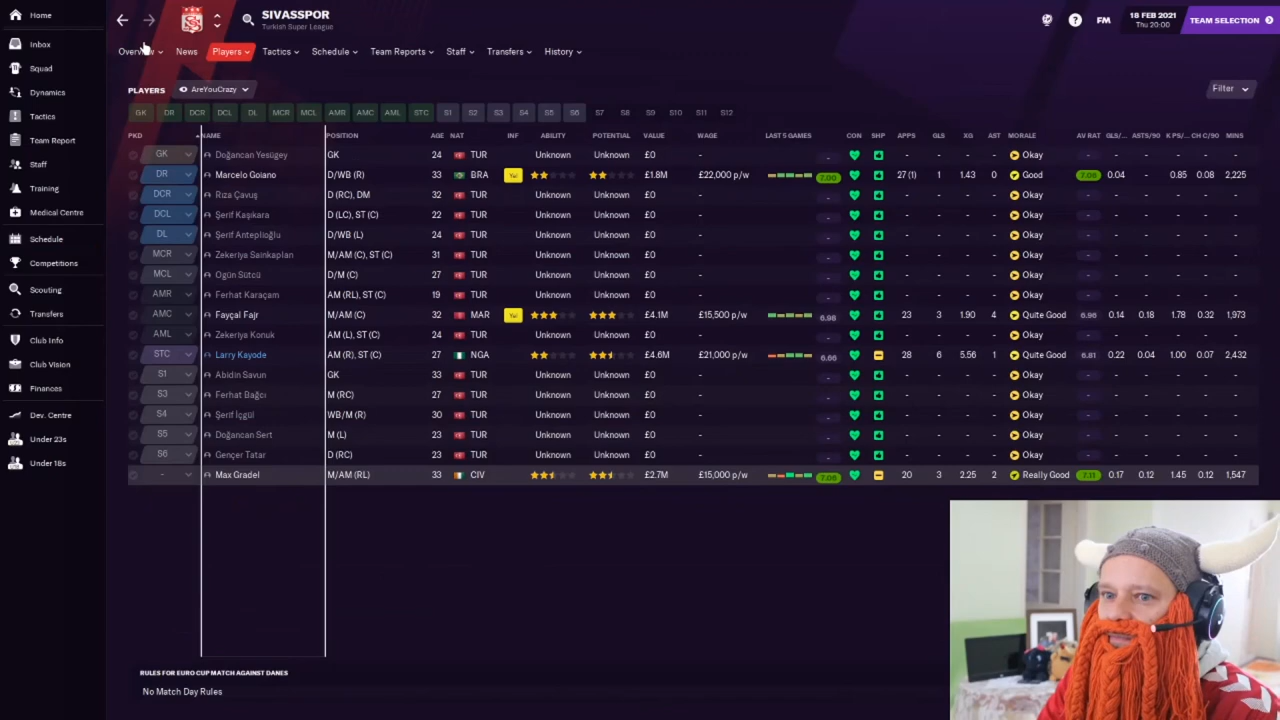 SIVASSPOR
Turkish Super League
FM 18 FEB 2021 Thu 20:00 TEAM SELECTION
Home
Inbox
Squad
Dynamics
Tactics
Team Report
Staff
Training
Medical Centre
Schedule
Competitions
Scouting
Transfers
Club Info
Club Vision
Finances
Dev. Centre
Under 23s
Under 18s
Overview News Players Tactics Schedule Team Reports Staff Transfers History
PLAYERS AreYouCrazy Filter
GK DR DCR DCL DL MCR MCL AMR AMC AML STC S1 S2 S3 S4 S5 S6 S7 S8 S9 S10 S11 S12
PKD NAME POSITION AGE NAT INF ABILITY POTENTIAL VALUE WAGE LAST 5 GAMES CON SHP APPS GLS XG AST MORALE AV RAT GLS/... ASTS/90 K PS/... CH C/90 MINS
GK Doğancan Yesügey GK 24 TUR Unknown Unknown £0 - - - - - - Okay - - - - - -
DR Marcelo Goiano D/WB (R) 33 BRA Yel £1.8M £22,000 p/w 7.00 27 (1) 1 1.43 0 Good 7.08 0.04 - 0.85 0.08 2,225
DCR Rıza Çavuş D (RC), DM 32 TUR Unknown Unknown £0 - - - - - - Okay - - - - - -
DCL Şerif Kaşıkara D (LC), ST (C) 22 TUR Unknown Unknown £0 - - - - - - Okay - - - - - -
DL Şerif Anteplioğlu D/WB (L) 24 TUR Unknown Unknown £0 - - - - - - Okay - - - - - -
MCR Zekeriya Sainkaplan M/AM (C), ST (C) 31 TUR Unknown Unknown £0 - - - - - - Okay - - - - - -
MCL Ogün Sütcü D/M (C) 27 TUR Unknown Unknown £0 - - - - - - Okay - - - - - -
AMR Ferhat Karaçam AM (RL), ST (C) 19 TUR Unknown Unknown £0 - - - - - - Okay - - - - - -
AMC Fayçal Fajr M/AM (C) 32 MAR Yel £4.1M £15,500 p/w 6.98 23 3 1.90 4 Quite Good 6.96 0.14 0.18 1.78 0.32 1,973
AML Zekeriya Konuk AM (L), ST (C) 24 TUR Unknown Unknown £0 - - - - - - Okay - - - - - -
STC Larry Kayode AM (R), ST (C) 27 NGA £4.6M £21,000 p/w 6.66 28 6 5.56 1 Quite Good 6.81 0.22 0.04 1.00 0.07 2,432
S1 Abidin Savun GK 33 TUR Unknown Unknown £0 - - - - - - Okay - - - - - -
S3 Ferhat Bağcı M (RC) 27 TUR Unknown Unknown £0 - - - - - - Okay - - - - - -
S4 Şerif İçgül WB/M (R) 30 TUR Unknown Unknown £0 - - - - - - Okay - - - - - -
S5 Doğancan Sert M (L) 23 TUR Unknown Unknown £0 - - - - - - Okay - - - - - -
S6 Gençer Tatar D (RC) 23 TUR Unknown Unknown £0 - - - - - - Okay - - - - - -
- Max Gradel M/AM (RL) 33 CIV £2.7M £15,000 p/w 7.08 20 3 2.25 2 Really Good 7.11 0.17 0.12 1.45 0.12 1,547
RULES FOR EURO CUP MATCH AGAINST DANES
No Match Day Rules